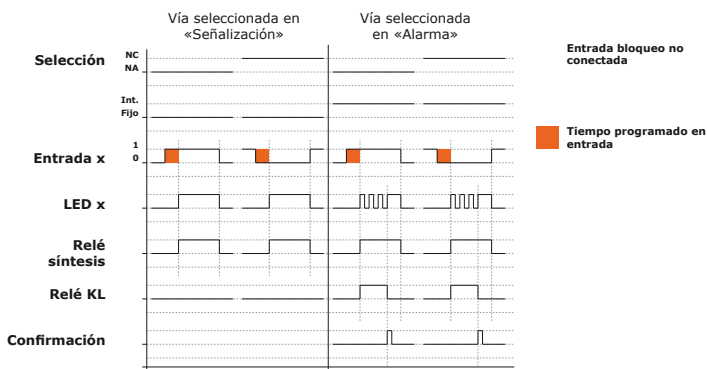 Vía seleccionada en
«Señalización»
Vía seleccionada
en «Alarma»
Selección
NC
NA
Int.
Fijo
Entrada bloqueo no
conectada
Entrada x
1
0
Tiempo programado en
entrada
LED x
Relé
síntesis
Relé KL
Confirmación